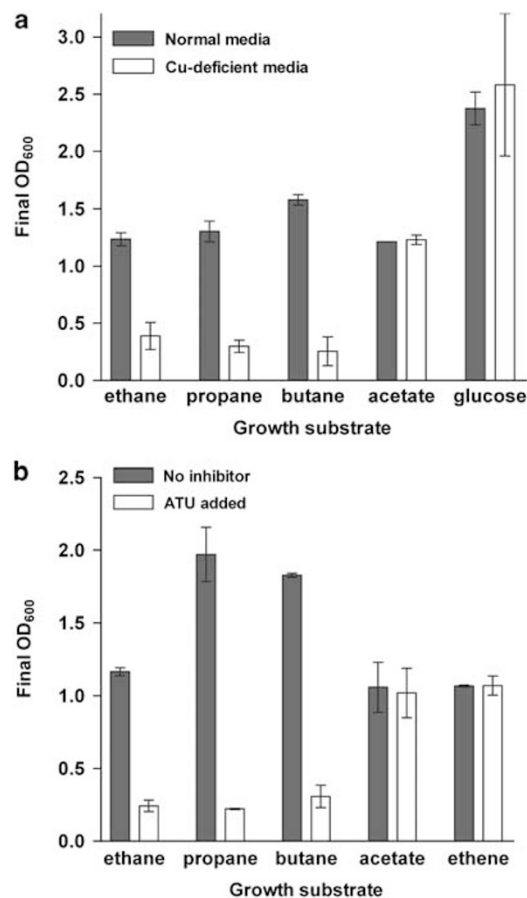 a
Normal media
Cu-deficient media
3.0
2.5
2.0
1.5
1.0
0.5
0.0
Final OD₆₀₀
ethane propane butane acetate glucose
Growth substrate
b
No inhibitor
ATU added
2.5
2.0
1.5
1.0
0.5
0.0
Final OD₆₀₀
ethane propane butane acetate ethene
Growth substrate